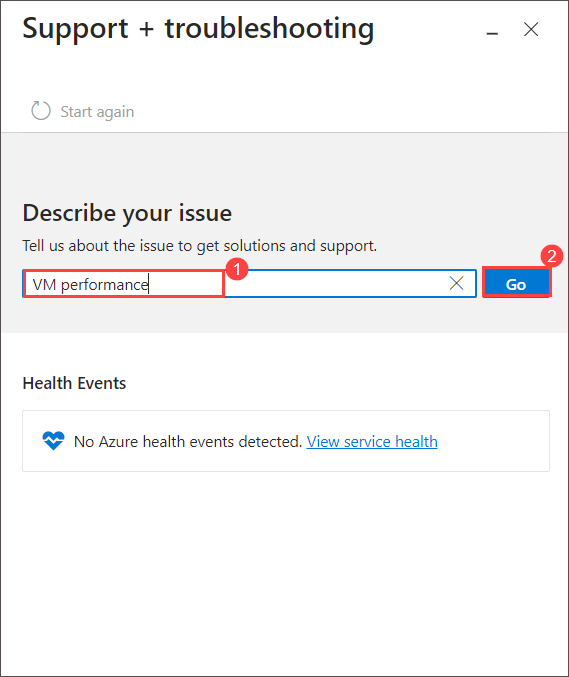 Support + troubleshooting
Start again
Describe your issue
Tell us about the issue to get solutions and support.
1
2
VM performance
Go
Health Events
No Azure health events detected. View service health